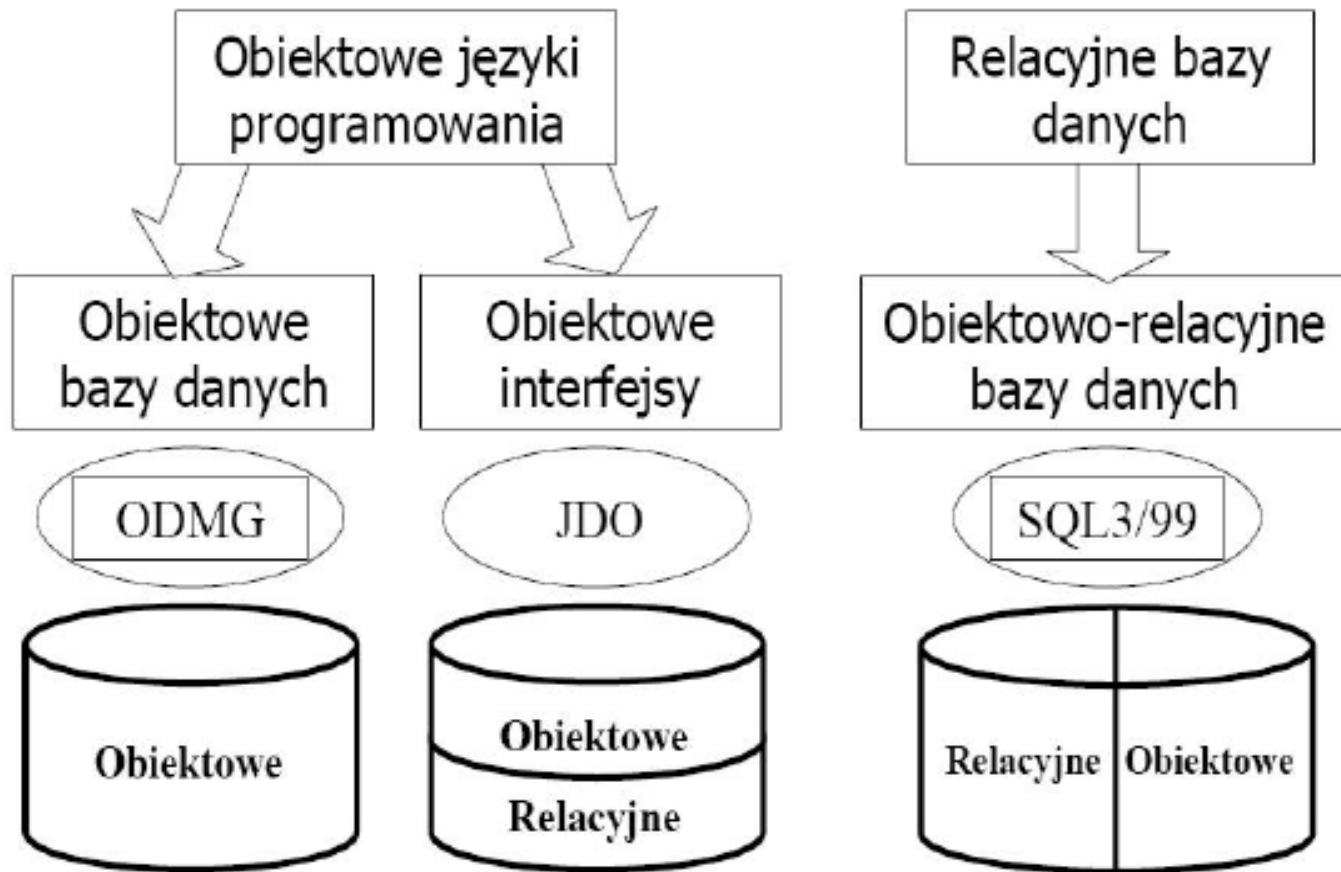 Obiektowe języki
programowania
Relacyjne bazy
danych
Obiektowe
bazy danych
Obiektowe
interfejsy
Obiektowo-relacyjne
bazy danych
ODMG
JDO
SQL3/99
Obiektowe
Obiektowe
Relacyjne
Relacyjne
Obiektowe